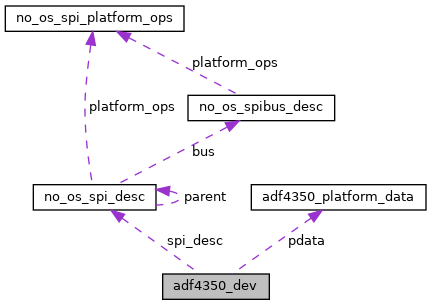 no_os_spi_platform_ops
platform_ops
platform_ops
no_os_spibus_desc
bus
no_os_spi_desc
parent
adf4350_platform_data
spi_desc
pdata
adf4350_dev